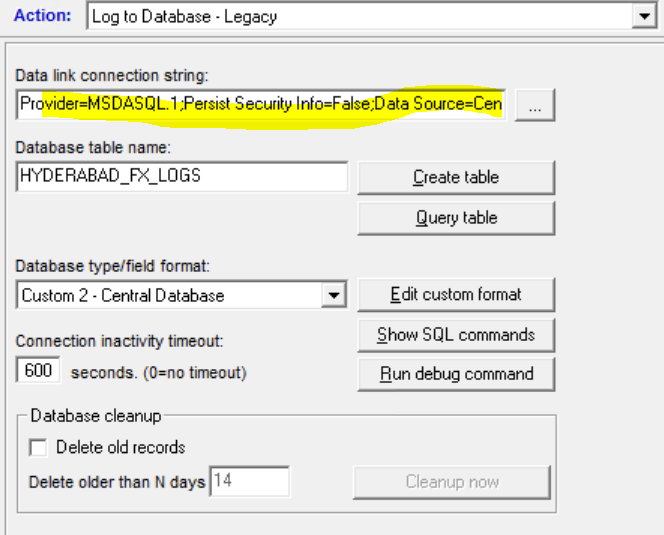 Action: Log to Database - Legacy
Data link connection string:
Provider=MSDASQL.1;Persist Security Info=False;Data Source=Cen ...
Database table name:
HYDERABAD_FX_LOGS Create table
Query table
Database type/field format:
Custom 2 - Central Database Edit custom format
Connection inactivity timeout: Show SQL commands
600 seconds. (0=no timeout) Run debug command
Database cleanup
Delete old records
Delete older than N days 14 Cleanup now